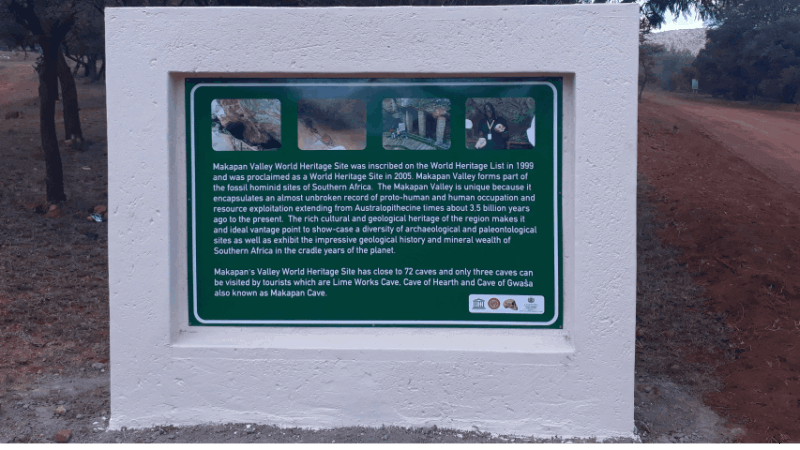 Makapan Valley World Heritage Site was inscribed on the World Heritage List in 1999
and was proclaimed as a World Heritage Site in 2005. Makapan Valley forms part of
the fossil hominid sites of Southern Africa. The Makapan Valley is unique because it
encapsulates an almost unbroken record of proto-human and human occupation and
resource exploitation extending from Australopithecine times about 3.5 billion years
ago to the present. The rich cultural and geological heritage of the region makes it
and ideal vantage point to show-case a diversity of archaeological and paleontological
sites as well as exhibit the impressive geological history and mineral wealth of
Southern Africa in the cradle years of the planet.
Makapan's Valley World Heritage Site has close to 72 caves and only three caves can
be visited by tourists which are Lime Works Cave, Cave of Hearth and Cave of Gwaša
also known as Makapan Cave.